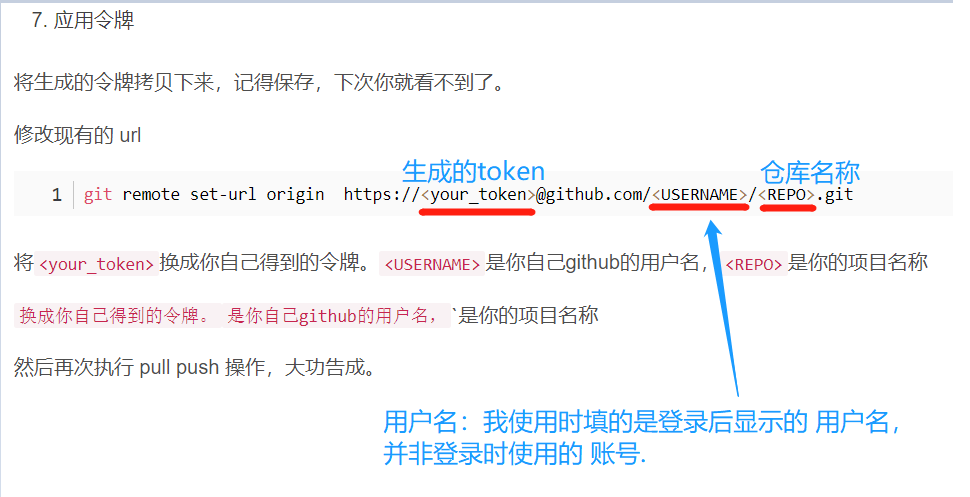 7. 应用令牌
将生成的令牌拷贝下来，记得保存，下次你就看不到了。
修改现有的 url
生成的token
仓库名称
1 git remote set-url origin  https://<your_token>@github.com/<USERNAME>/<REPO>.git
将<your_token>换成你自己得到的令牌。<USERNAME>是你自己github的用户名，<REPO>是你的项目名称
换成你自己得到的令牌。 是你自己github的用户名，`是你的项目名称
然后再次执行 pull push 操作，大功告成。
用户名：我使用时填的是登录后显示的 用户名，
并非登录时使用的 账号.